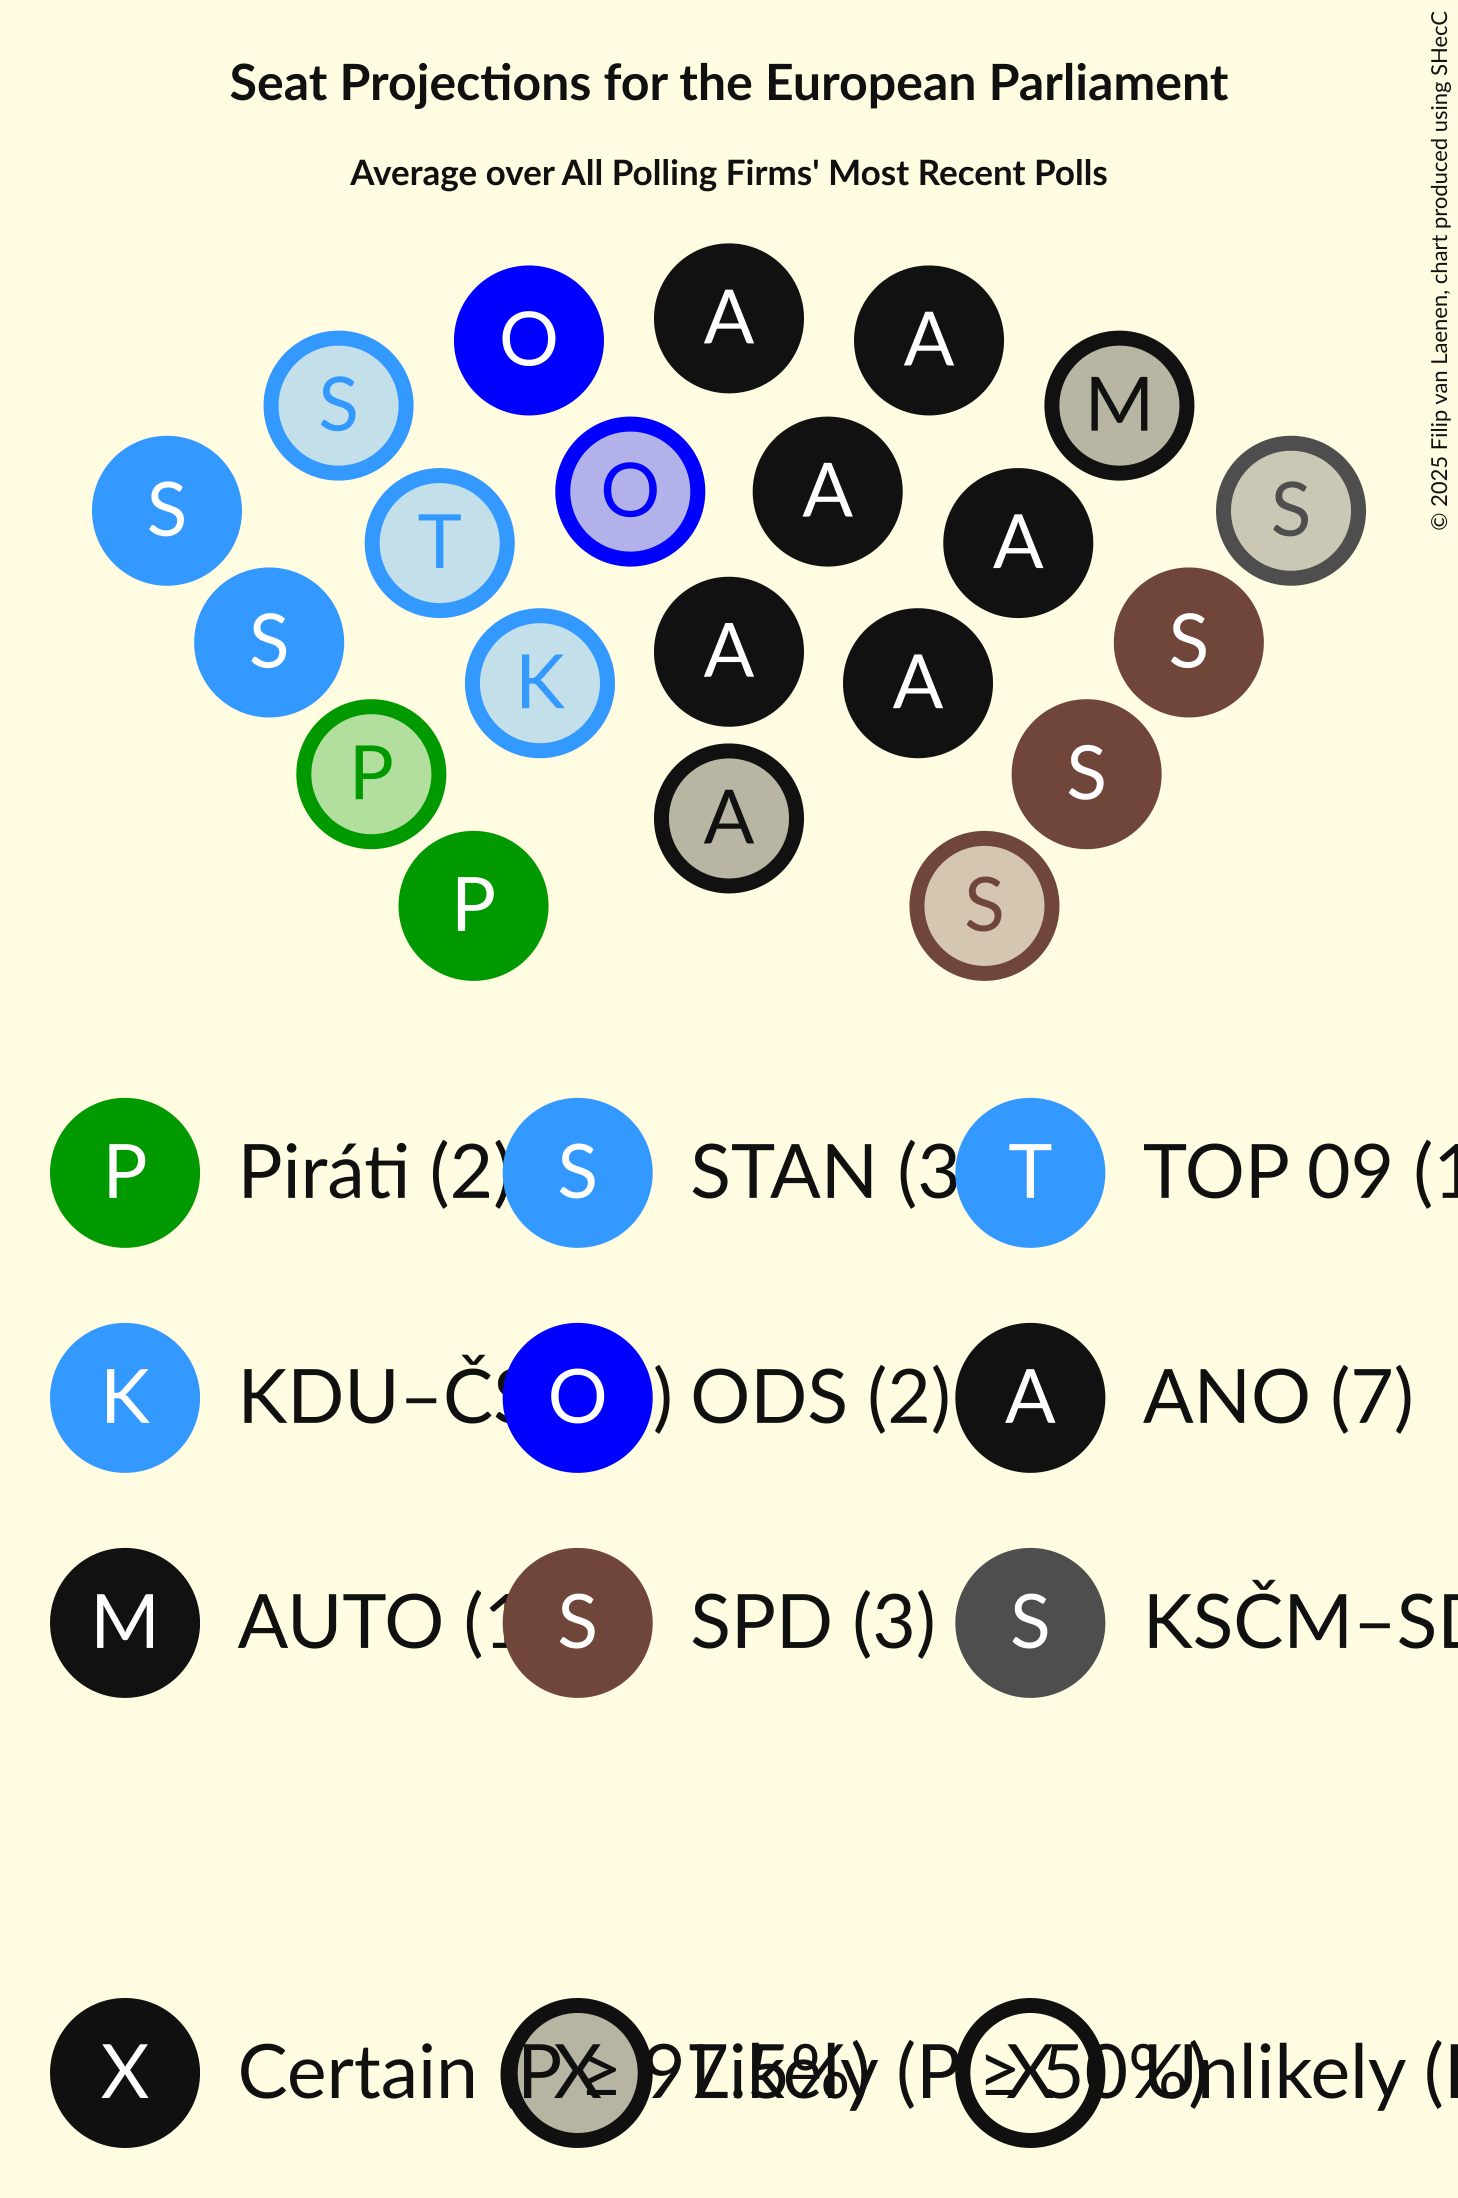 Seat Projections for the European Parliament
Average over All Polling Firms' Most Recent Polls
© 2025 Filip van Laenen, chart produced using SHecC
A
O A
S M
S S
O A
T A
S S
A
K A
P S
A
P S
P Piráti (2) S STAN (3 T TOP 09 (1
K KDU–ČS O ) ODS (2) A ANO (7)
M AUTO (1 S SPD (3) S KSČM–SD
X Certain (P ≥ 97.5%) X Likely (P ≥ 50%) X Unlikely (